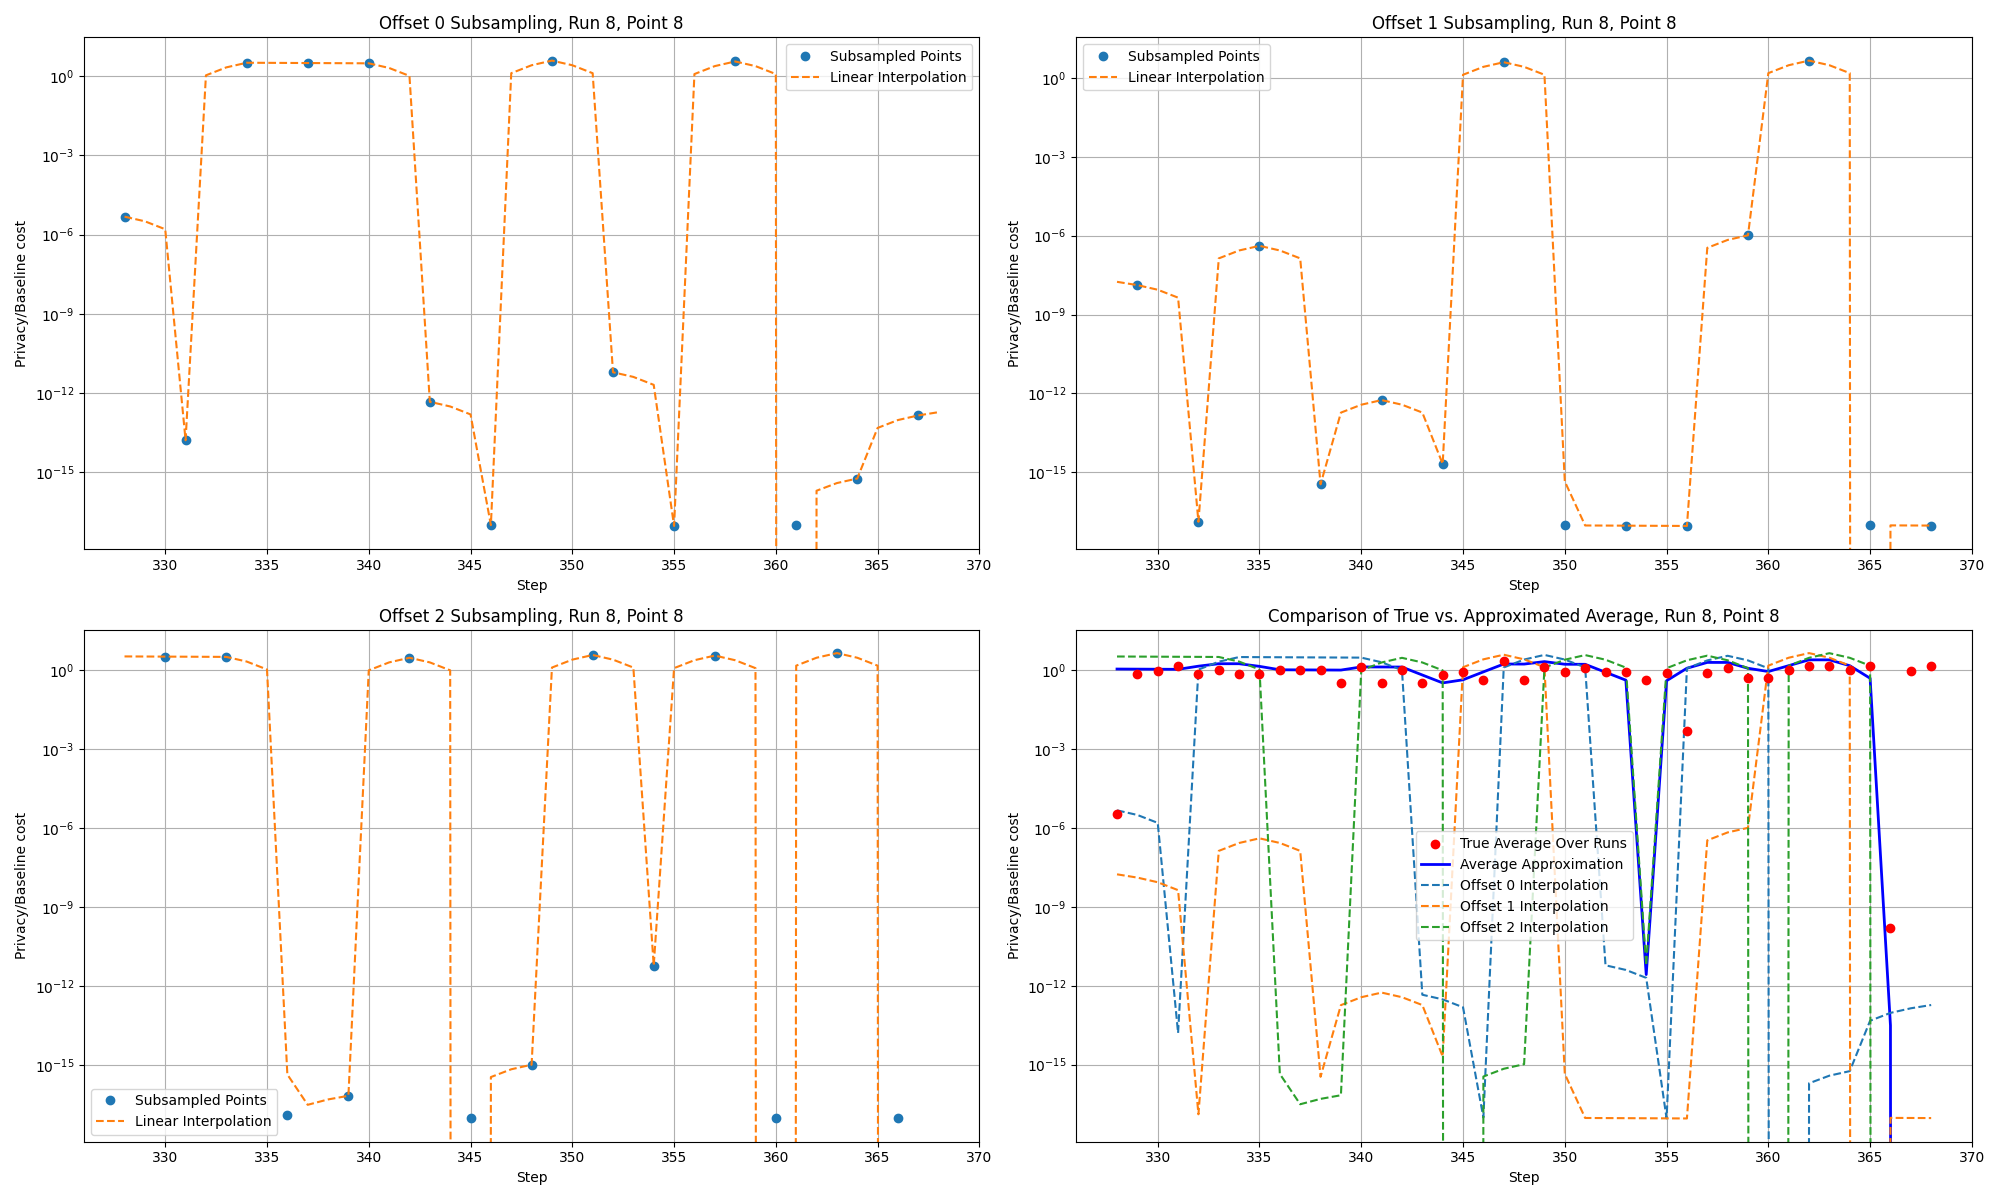 Offset 0 Subsampling, Run 8, Point 8
Subsampled Points
Linear Interpolation
10^0
10^-3
10^-6
10^-9
10^-12
10^-15
Privacy/Baseline cost
330 335 340 345 350 355 360 365 370
Step
Offset 1 Subsampling, Run 8, Point 8
Subsampled Points
Linear Interpolation
10^0
10^-3
10^-6
10^-9
10^-12
10^-15
Privacy/Baseline cost
330 335 340 345 350 355 360 365 370
Step
Offset 2 Subsampling, Run 8, Point 8
10^0
10^-3
10^-6
10^-9
10^-12
10^-15
Privacy/Baseline cost
Subsampled Points
Linear Interpolation
330 335 340 345 350 355 360 365 370
Step
Comparison of True vs. Approximated Average, Run 8, Point 8
10^0
10^-3
10^-6
10^-9
10^-12
10^-15
Privacy/Baseline cost
True Average Over Runs
Average Approximation
Offset 0 Interpolation
Offset 1 Interpolation
Offset 2 Interpolation
330 335 340 345 350 355 360 365 370
Step